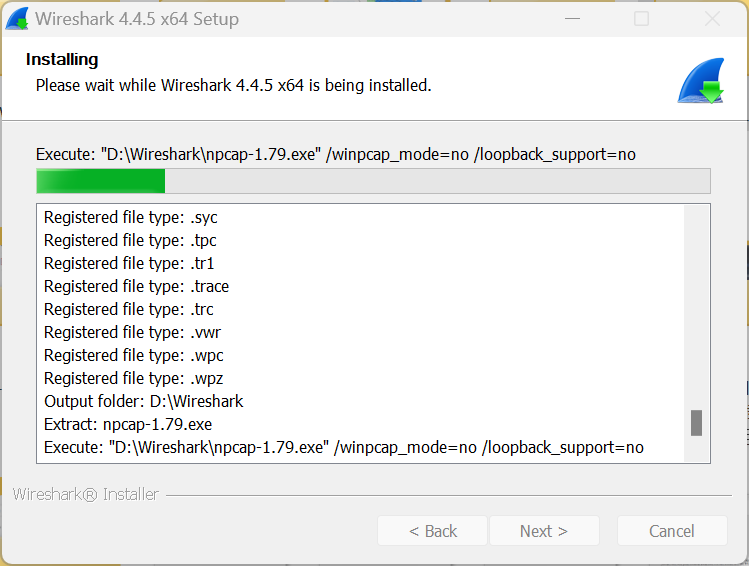 Wireshark 4.4.5 x64 Setup
Installing
Please wait while Wireshark 4.4.5 x64 is being installed.
Execute: "D:\Wireshark\npcap-1.79.exe" /winpcap_mode=no /loopback_support=no
Registered file type: .syc
Registered file type: .tpc
Registered file type: .tr1
Registered file type: .trace
Registered file type: .trc
Registered file type: .vwr
Registered file type: .wpc
Registered file type: .wpz
Output folder: D:\Wireshark
Extract: npcap-1.79.exe
Execute: "D:\Wireshark\npcap-1.79.exe" /winpcap_mode=no /loopback_support=no
Wireshark® Installer
< Back
Next >
Cancel